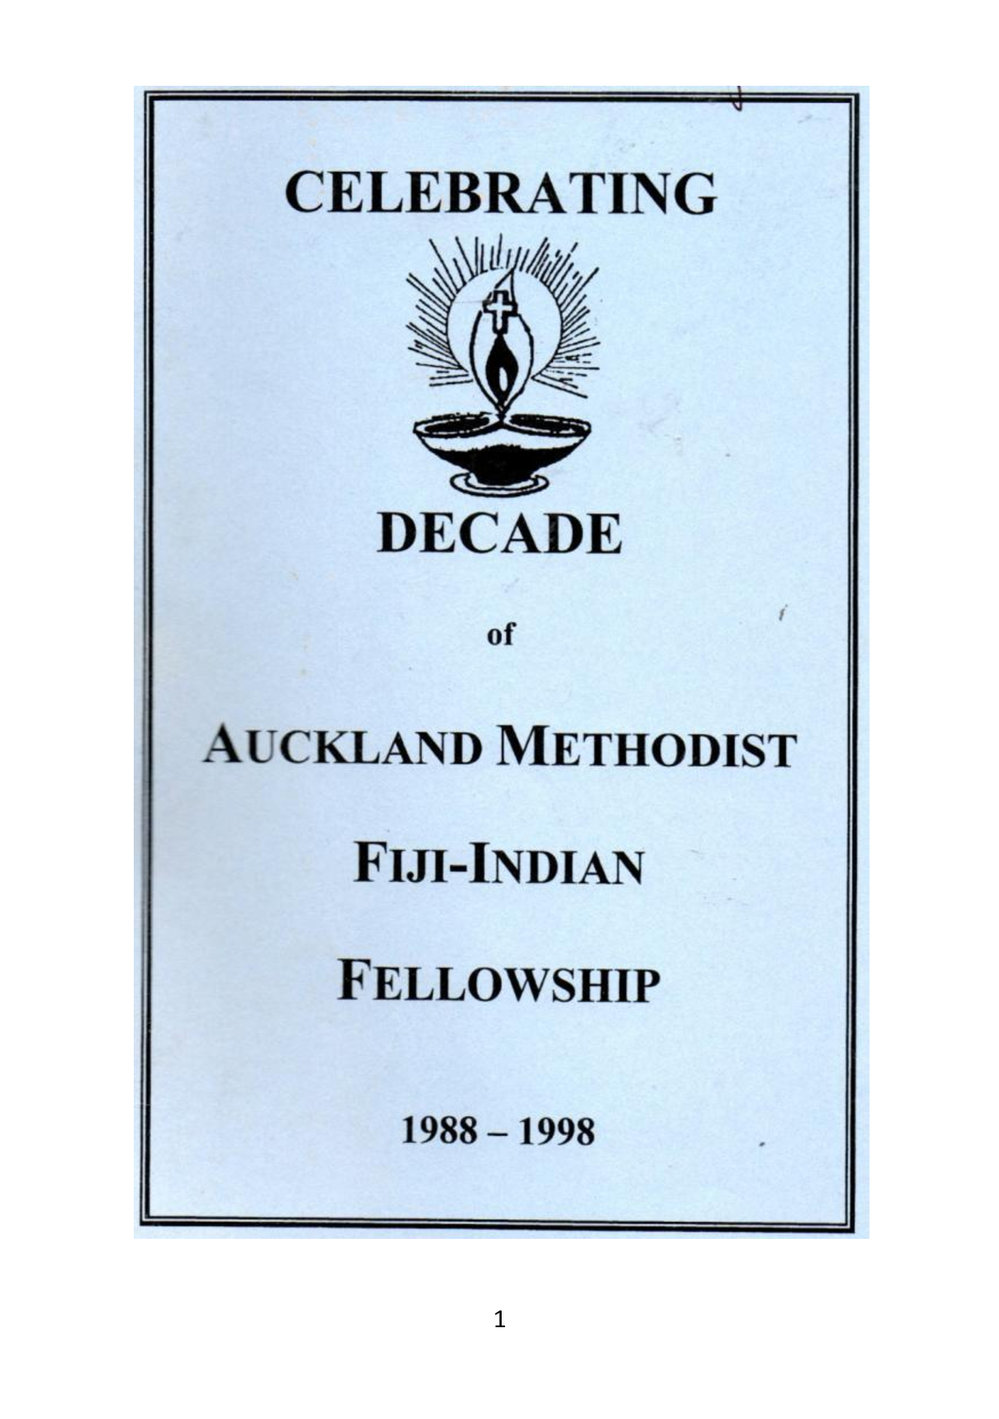 CELEBRATING
DECADE
of
AUCKLAND METHODIST
FIJI-INDIAN
FELLOWSHIP
1988 – 1998
1